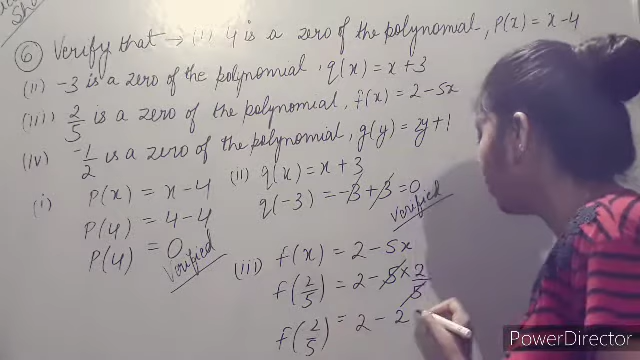 ⑥ Verify that → (i) 4 is a zero of the polynomial, P(x) = x-4
(ii) -3 is a zero of the polynomial, q(x) = x+3
(iii) 2/5 is a zero of the polynomial, f(x) = 2-5x
(iv) -1/2 is a zero of the polynomial, g(y) = 2y+1
(i) P(x) = x-4
P(4) = 4-4
P(4) = 0
Verified
(ii) q(x) = x+3
q(-3) = -3+3 = 0
Verified
(iii) f(x) = 2-5x
f(2/5) = 2-5×2/5
f(2/5) = 2-2
PowerDirector